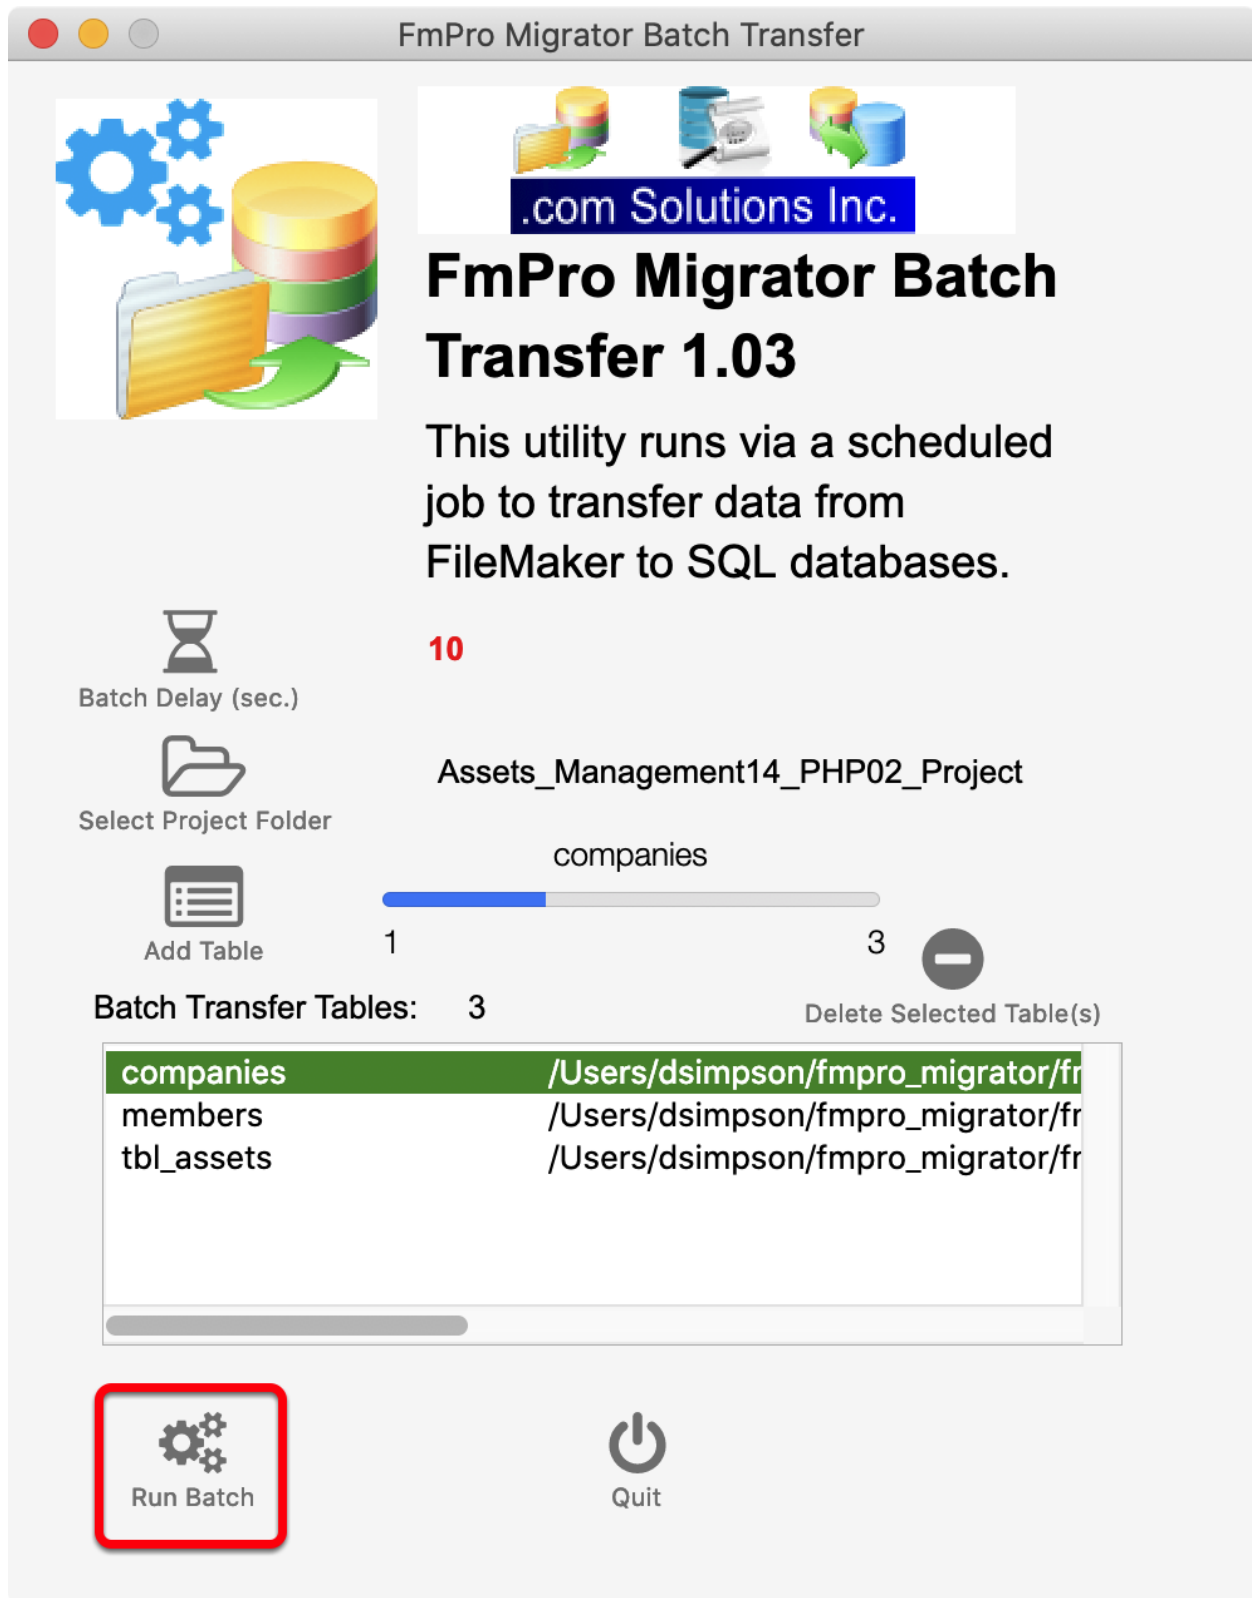 FmPro Migrator Batch Transfer
.com Solutions Inc.
FmPro Migrator Batch
Transfer 1.03
This utility runs via a scheduled
job to transfer data from
FileMaker to SQL databases.
10
Batch Delay (sec.)
Assets_Management14_PHP02_Project
Select Project Folder
companies
Add Table
1 3
Batch Transfer Tables: 3
Delete Selected Table(s)
companies /Users/dsimpson/fmpro_migrator/fr
members /Users/dsimpson/fmpro_migrator/fr
tbl_assets /Users/dsimpson/fmpro_migrator/fr
Run Batch
Quit